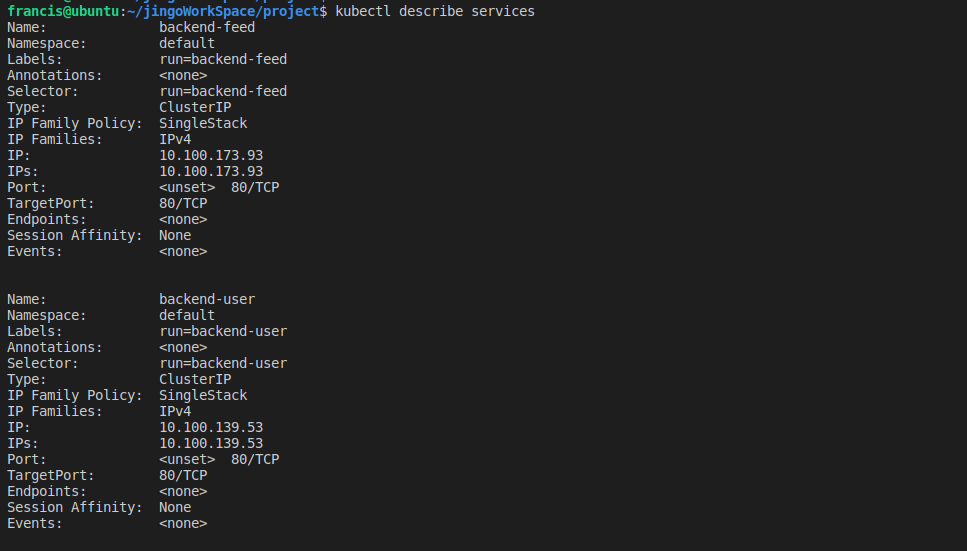 francis@ubuntu:~/jingoWorkSpace/project$ kubectl describe services
Name:              backend-feed
Namespace:         default
Labels:            run=backend-feed
Annotations:       <none>
Selector:          run=backend-feed
Type:              ClusterIP
IP Family Policy:  SingleStack
IP Families:       IPv4
IP:                10.100.173.93
IPs:               10.100.173.93
Port:              <unset>  80/TCP
TargetPort:        80/TCP
Endpoints:         <none>
Session Affinity:  None
Events:            <none>
Name:              backend-user
Namespace:         default
Labels:            run=backend-user
Annotations:       <none>
Selector:          run=backend-user
Type:              ClusterIP
IP Family Policy:  SingleStack
IP Families:       IPv4
IP:                10.100.139.53
IPs:               10.100.139.53
Port:              <unset>  80/TCP
TargetPort:        80/TCP
Endpoints:         <none>
Session Affinity:  None
Events:            <none>